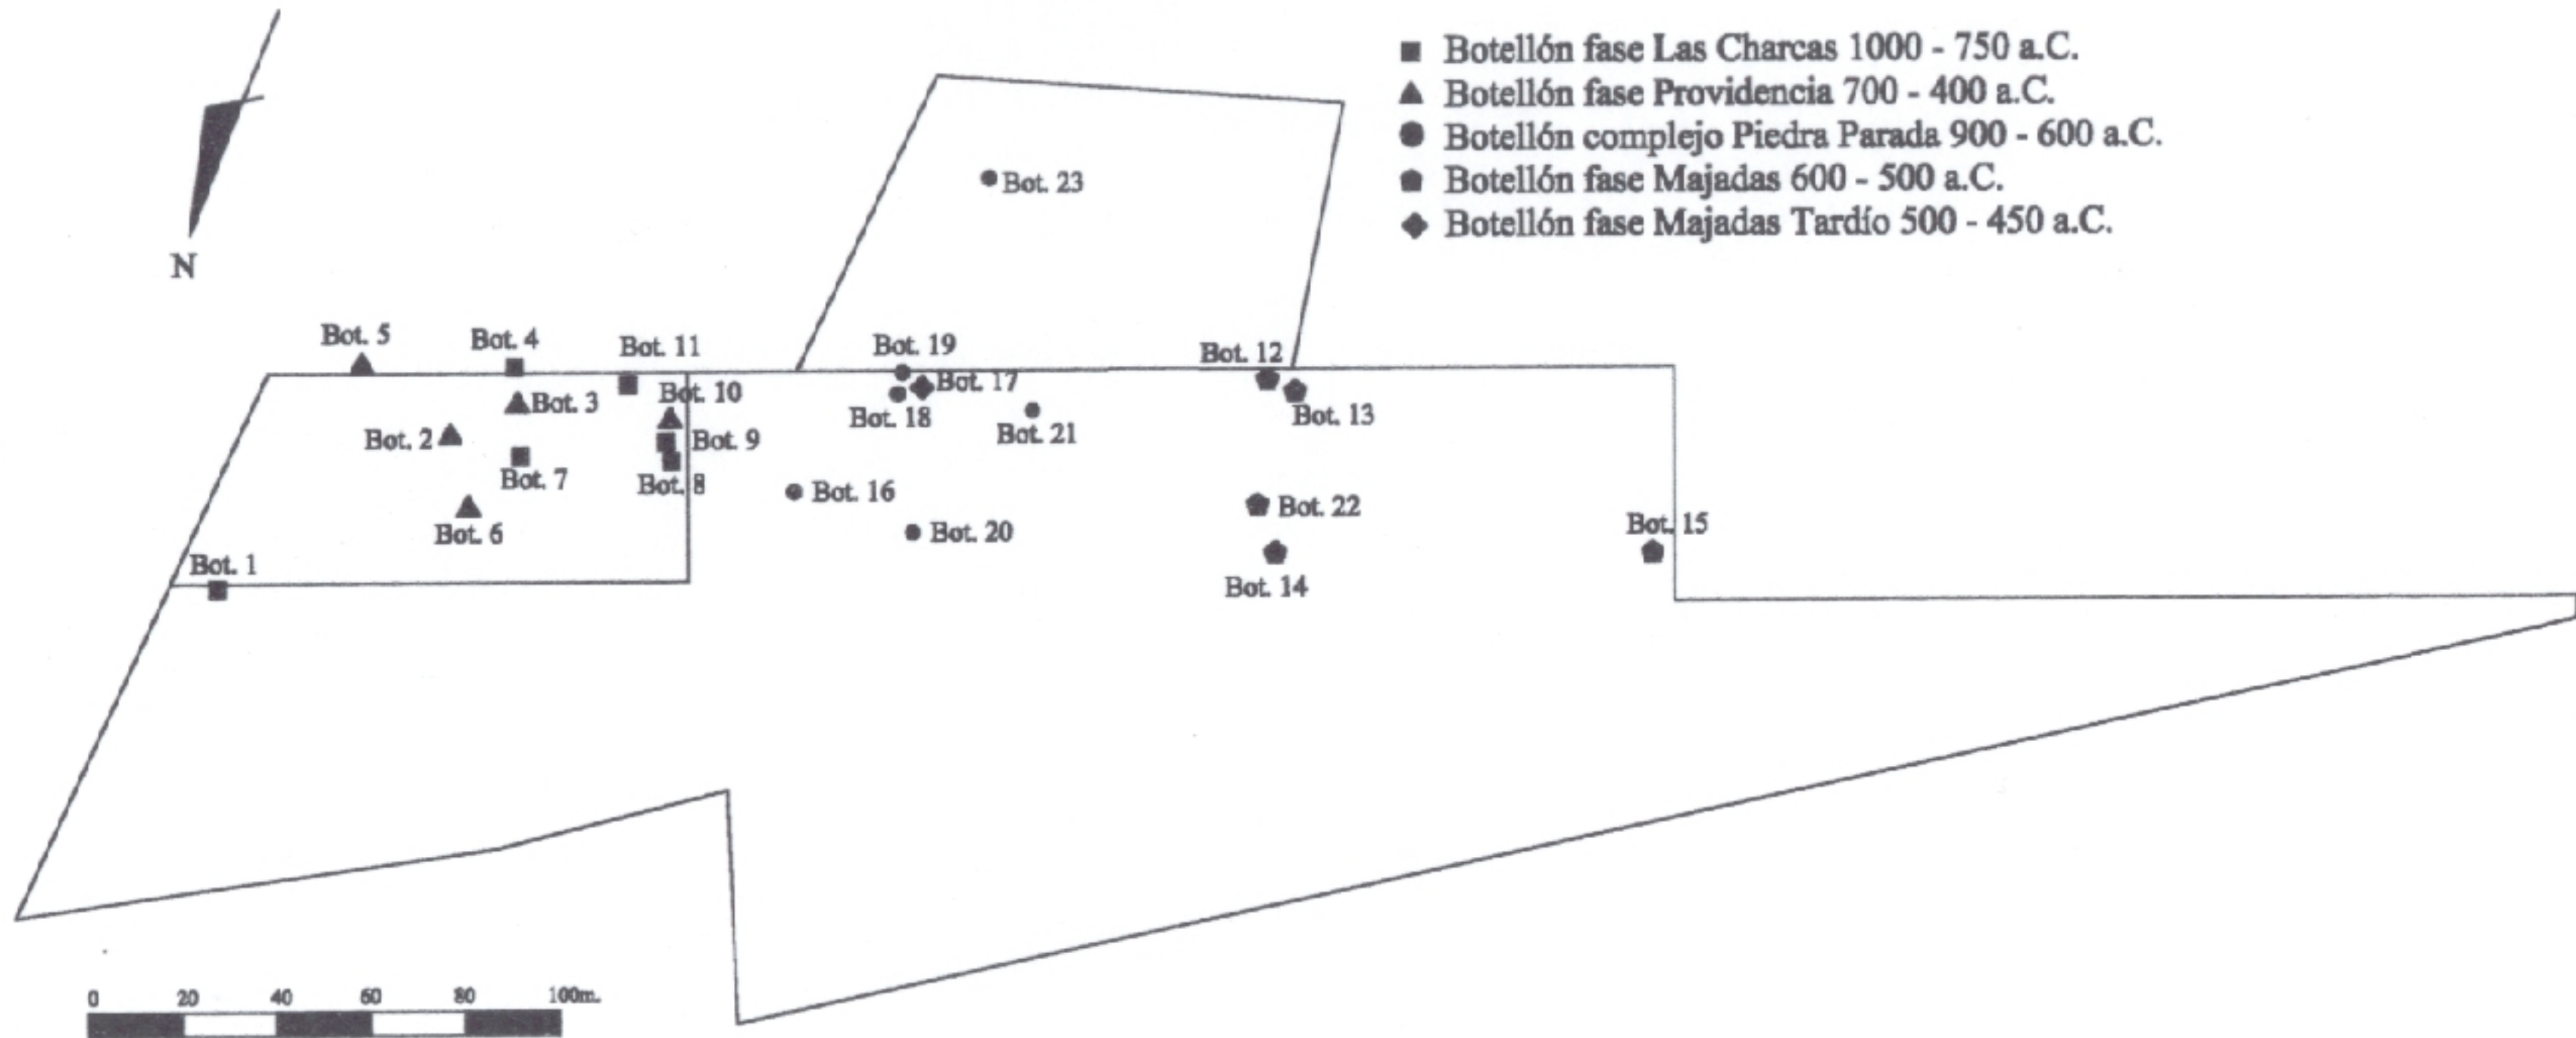 Botellón fase Las Charcas 1000 - 750 a.C.
Botellón fase Providencia 700 - 400 a.C.
Botellón complejo Piedra Parada 900 - 600 a.C.
Botellón fase Majadas 600 - 500 a.C.
Botellón fase Majadas Tardío 500 - 450 a.C.
N
Bot. 23
Bot. 5
Bot. 4
Bot. 11
Bot. 19
Bot. 12
Bot. 3
Bot. 10
Bot. 17
Bot. 18
Bot. 21
Bot. 13
Bot. 2
Bot. 9
Bot. 7
Bot. 8
Bot. 16
Bot. 22
Bot. 6
Bot. 20
Bot. 15
Bot. 1
Bot. 14
0 20 40 60 80 100m.